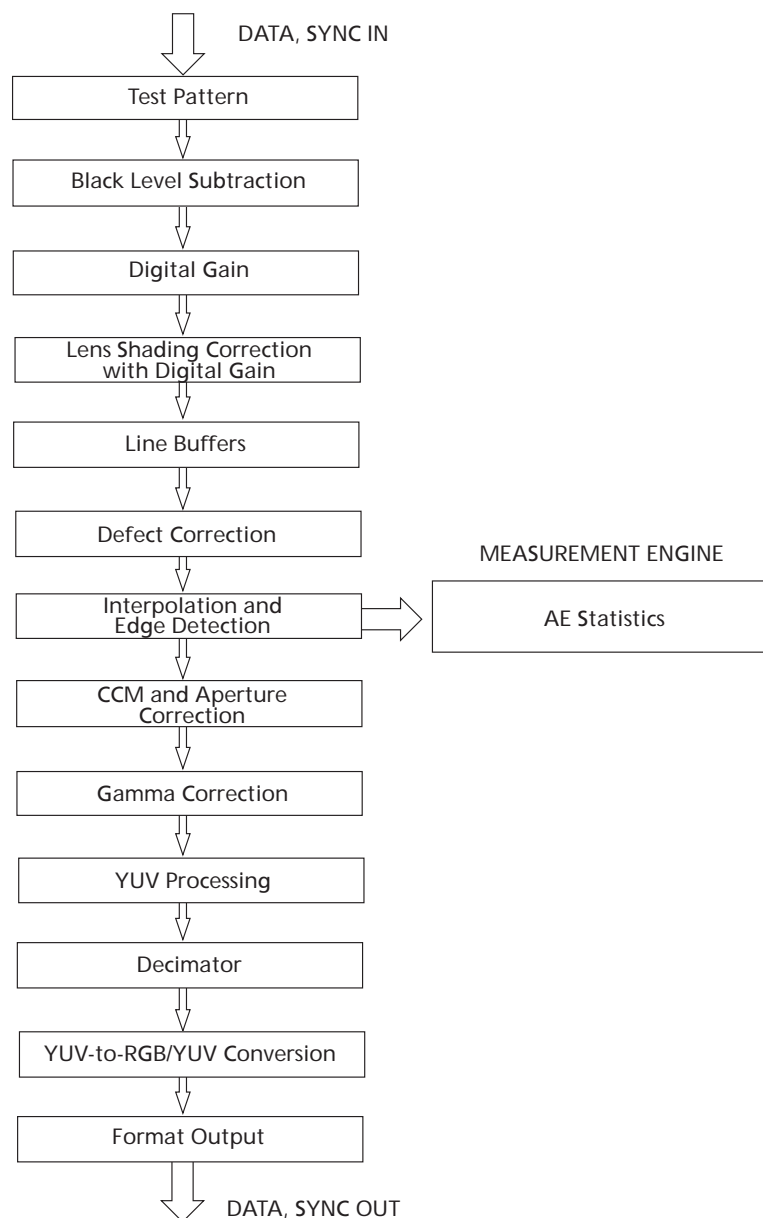 DATA, SYNC IN
Test Pattern
Black Level Subtraction
Digital Gain
Lens Shading Correction
with Digital Gain
Line Buffers
Defect Correction
MEASUREMENT ENGINE
Interpolation and
Edge Detection
AE Statistics
CCM and Aperture
Correction
Gamma Correction
YUV Processing
Decimator
YUV-to-RGB/YUV Conversion
Format Output
DATA, SYNC OUT